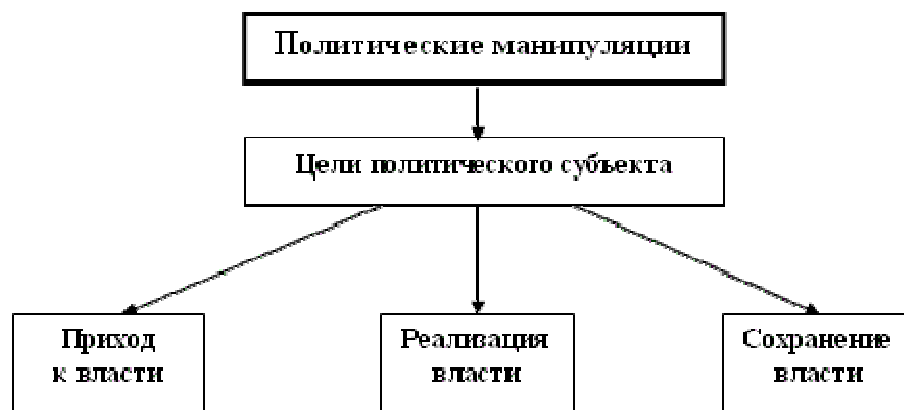 Политические манипуляции
Цели политического субъекта
Приход
к власти
Реализация
власти
Сохранение
власти